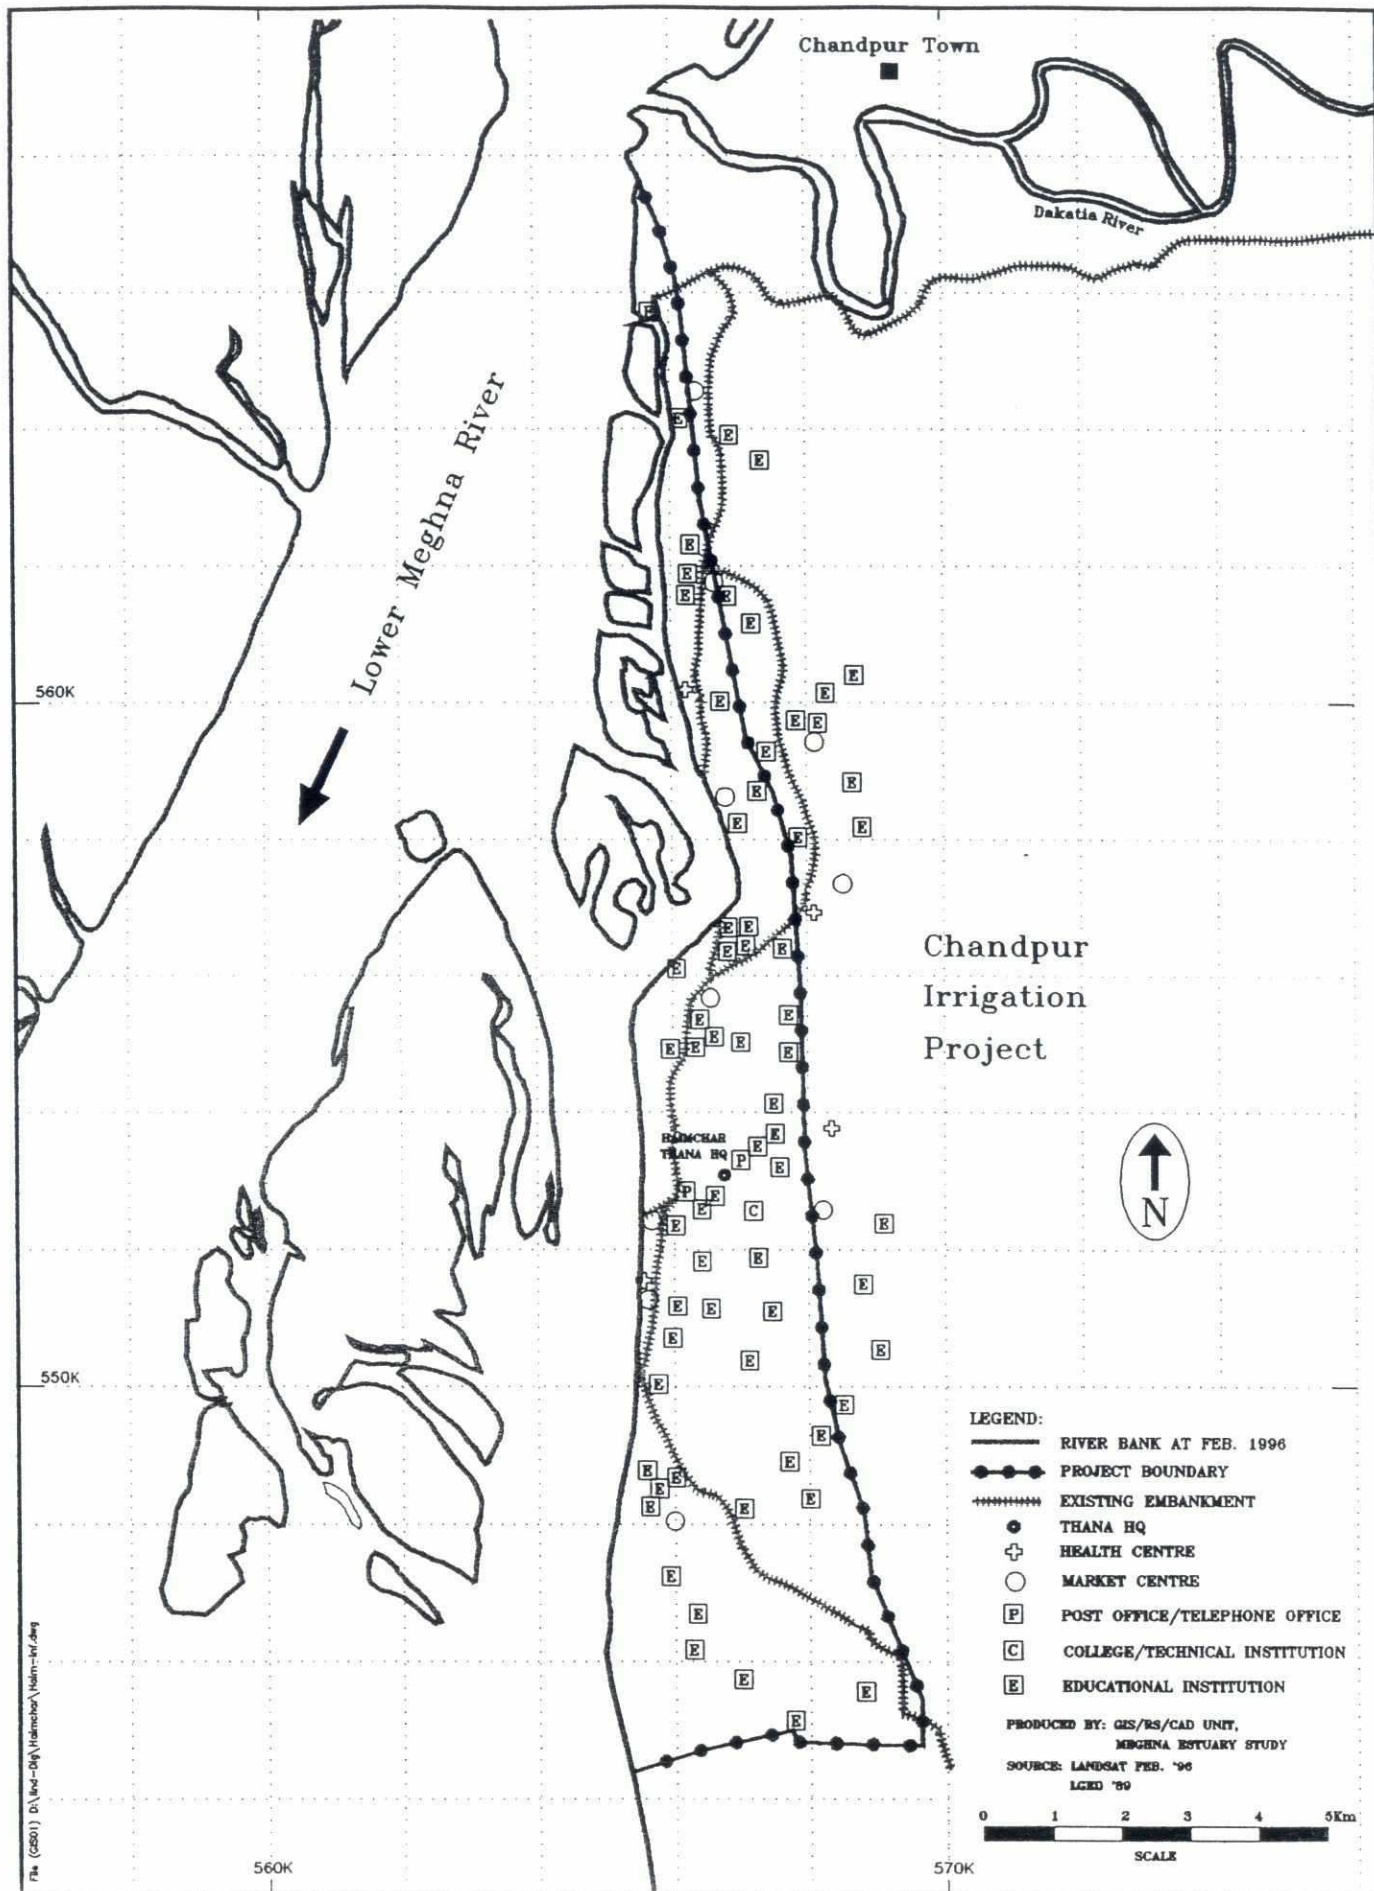 Chandpur Town
Dakatia River
Lower Meghna River
560K
Chandpur
Irrigation
Project
HAIMCHAR
THANA HQ
N
550K
LEGEND:
RIVER BANK AT FEB. 1996
PROJECT BOUNDARY
EXISTING EMBANKMENT
THANA HQ
HEALTH CENTRE
MARKET CENTRE
P POST OFFICE/TELEPHONE OFFICE
C COLLEGE/TECHNICAL INSTITUTION
E EDUCATIONAL INSTITUTION
PRODUCED BY: GIS/RS/CAD UNIT,
MEGHNA ESTUARY STUDY
SOURCE: LANDSAT FEB. '96
LGED '89
0 1 2 3 4 5Km
SCALE
560K
570K